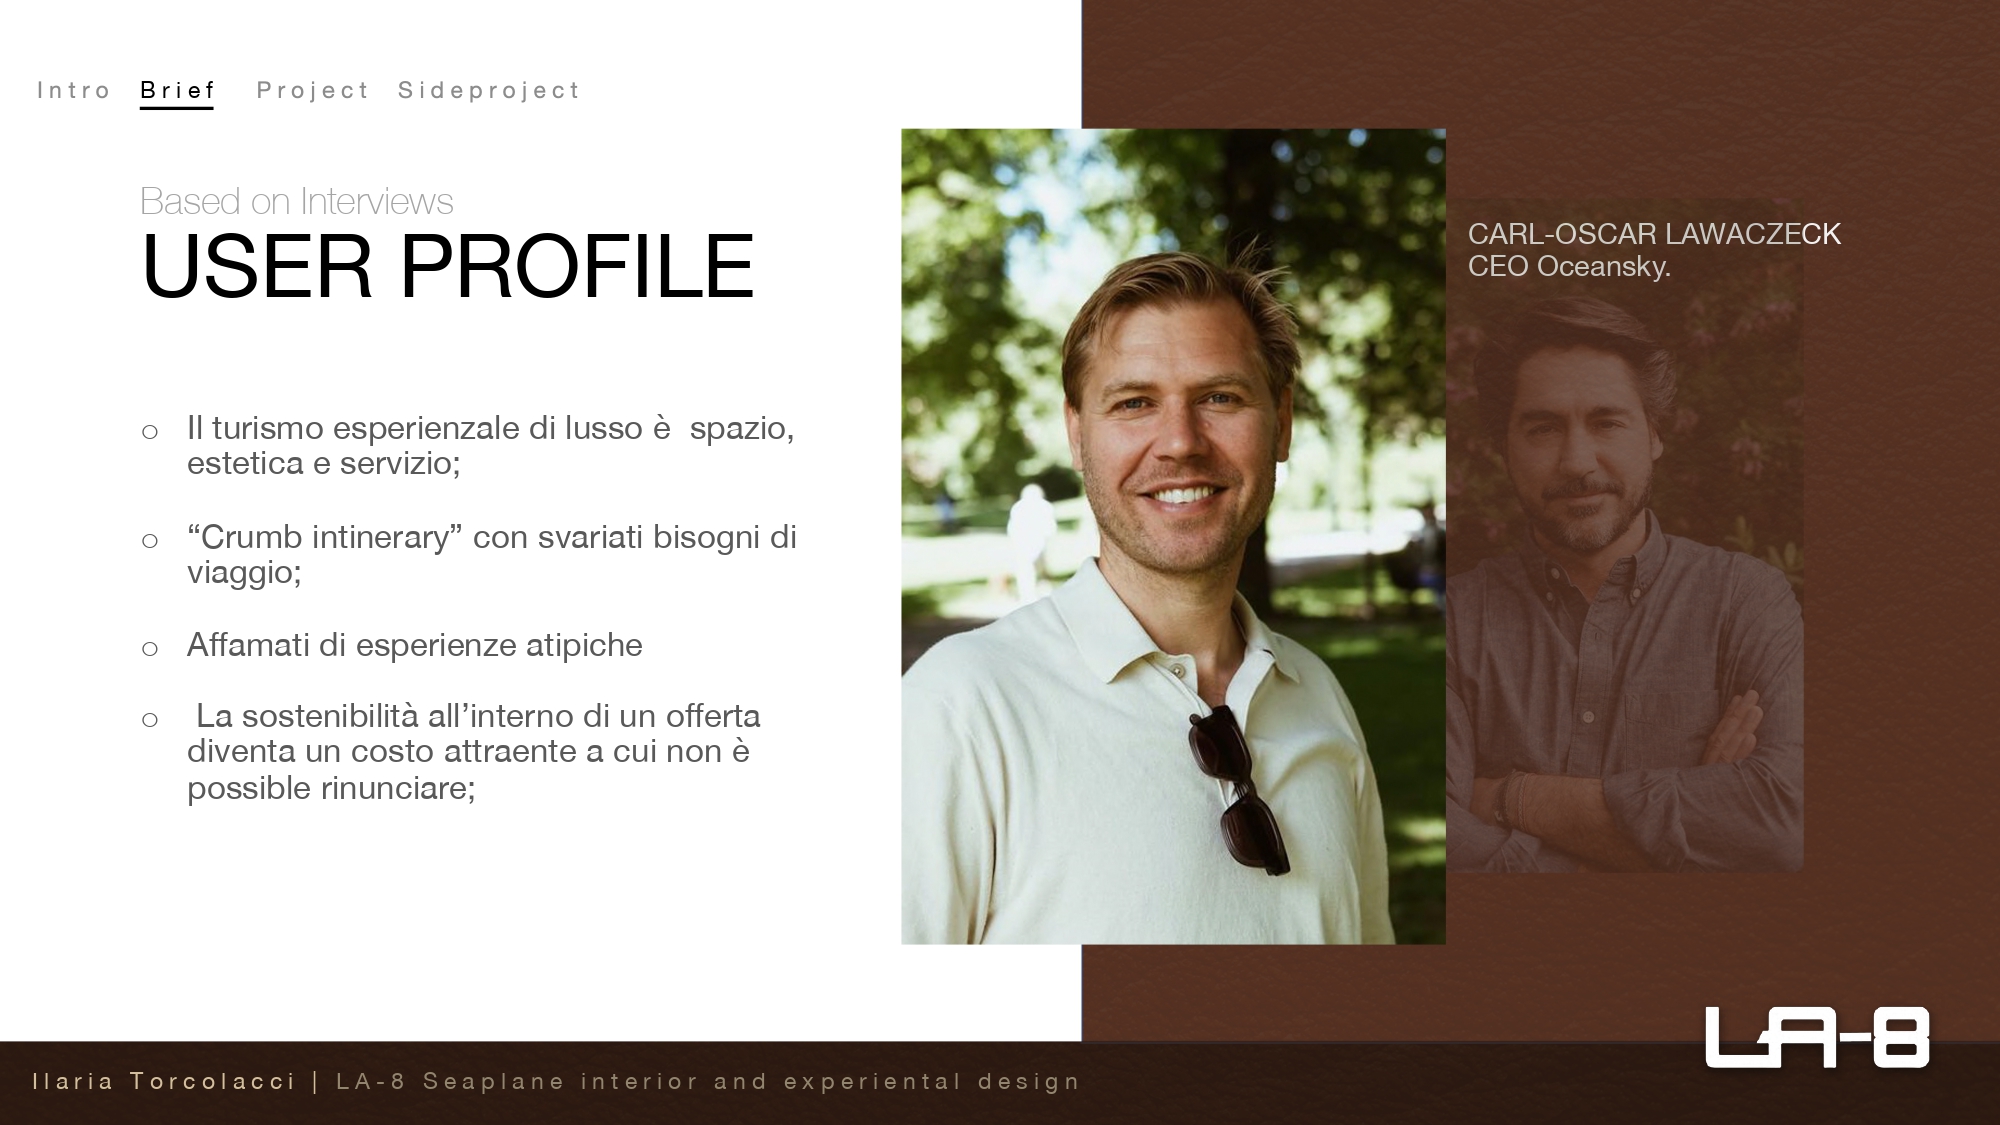 Intro Brief Project Sideproject
Based on Interviews
USER PROFILE
Il turismo esperienzale di lusso è spazio,
estetica e servizio;
“Crumb intinerary” con svariati bisogni di
viaggio;
Affamati di esperienze atipiche
La sostenibilità all’interno di un offerta
diventa un costo attraente a cui non è
possible rinunciare;
CARL-OSCAR LAWACZECK
CEO Oceansky.
LA-8
Ilaria Torcolacci | LA-8 Seaplane interior and experiental design